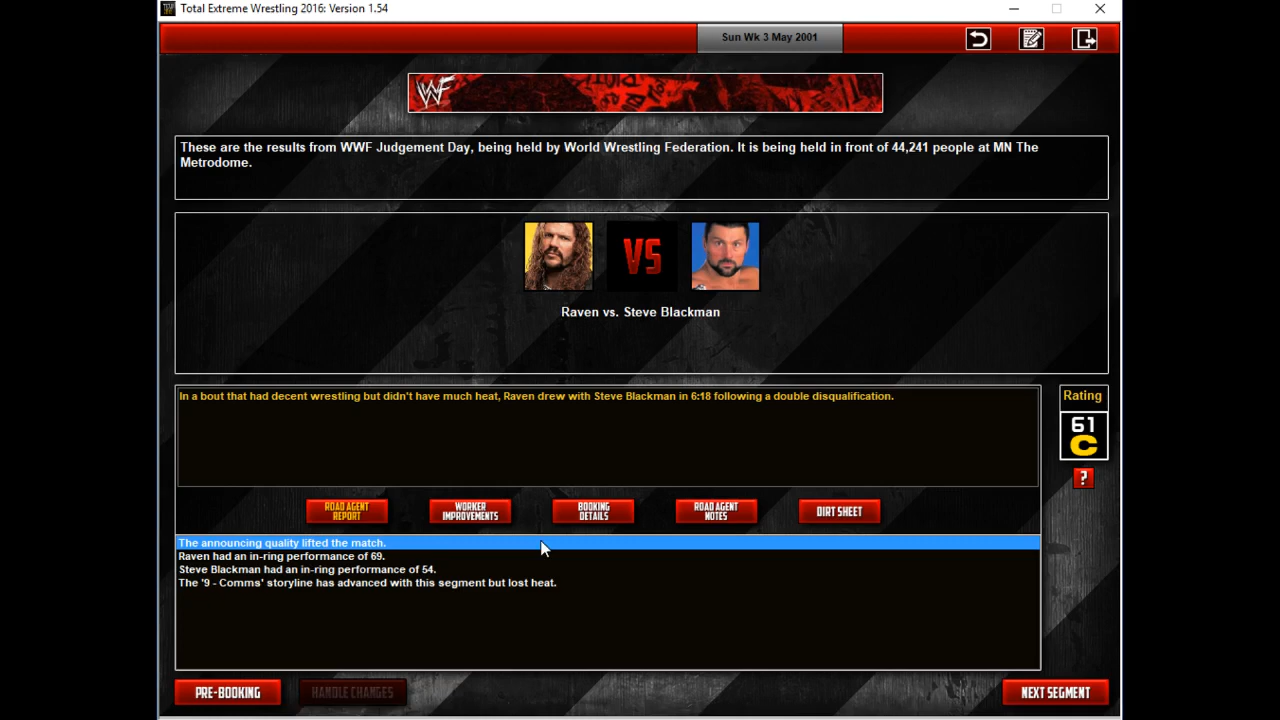 Total Extreme Wrestling 2016: Version 1.54
Sun Wk 3 May 2001
These are the results from WWF Judgement Day, being held by World Wrestling Federation. It is being held in front of 44,241 people at MN The
Metrodome.
VS
Raven vs. Steve Blackman
In a bout that had decent wrestling but didn't have much heat, Raven drew with Steve Blackman in 6:18 following a double disqualification.
Rating
61
C
?
ROAD AGENT
REPORT
WORKER
IMPROVEMENTS
BOOKING
DETAILS
ROAD AGENT
NOTES
DIRT SHEET
The announcing quality lifted the match.
Raven had an in-ring performance of 69.
Steve Blackman had an in-ring performance of 54.
The '9 - Comms' storyline has advanced with this segment but lost heat.
PRE-BOOKING
HANDLE CHANGES
NEXT SEGMENT